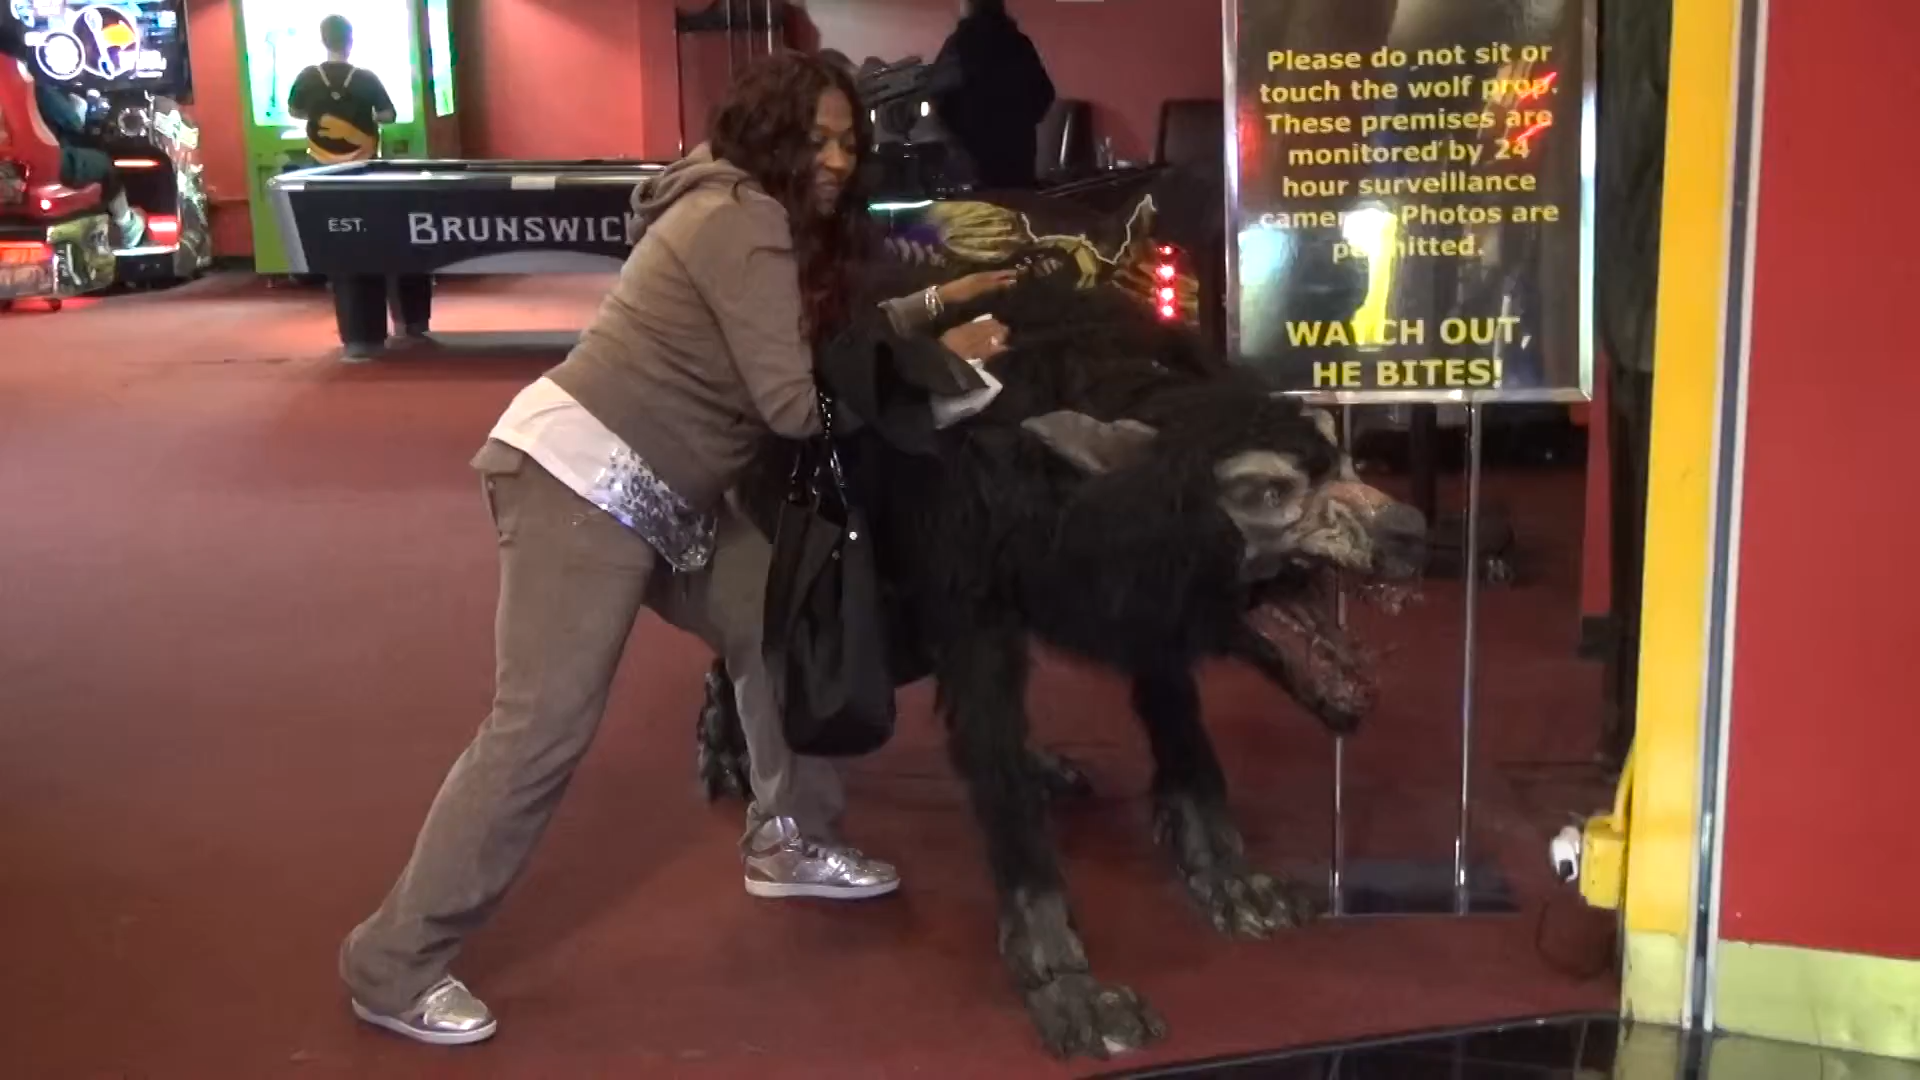 Please do not sit or
touch the wolf prop.
These premises are
monitored by 24
hour surveillance
cameras. Photos are
permitted.
WATCH OUT,
HE BITES!
EST. BRUNSWICK